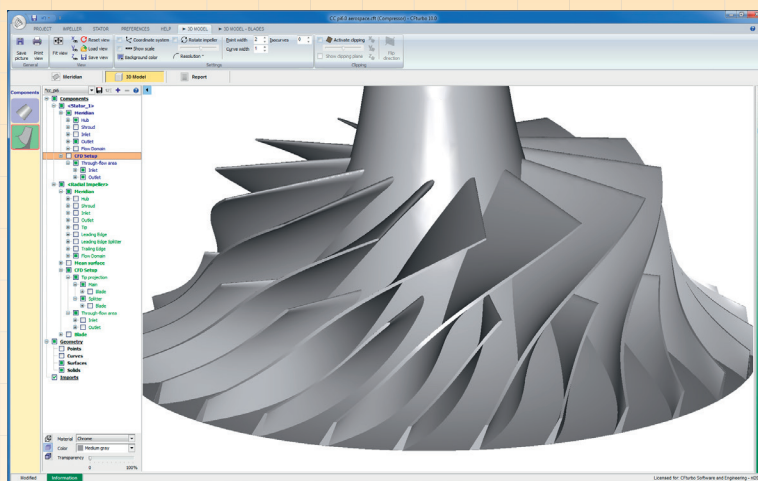 CC p4.0 aerospace.cft (Compressor) - CFturbo 10.0
PROJECT IMPELLER STATOR PREFERENCES HELP ► 3D MODEL ► 3D MODEL - BLADES
Save picture Print view Fit view Reset view Load view Save view Coordinate system Show scale Background color Rotate impeller Resolution Point width 2 Isocurves 0 Curve width 1 Activate clipping Show clipping plane Flip direction
General View Settings Clipping
Meridian 3D Model Report
Components
Components
<Stator_1>
Meridian
Hub
Shroud
Inlet
Outlet
Flow Domain
CFD Setup
Through-flow area
Inlet
Outlet
<Radial Impeller>
Meridian
Hub
Shroud
Inlet
Outlet
Tip
Leading Edge
Leading Edge Splitter
Trailing Edge
Flow Domain
Mean surface
CFD Setup
Tip projection
Main
Blade
Splitter
Blade
Through-flow area
Inlet
Outlet
Blade
Geometry
Points
Curves
Surfaces
Solids
Imports
Material Chrome
Color Medium gray
Transparency
0 100%
Modified Information Licensed for: CFturbo Software and Engineering